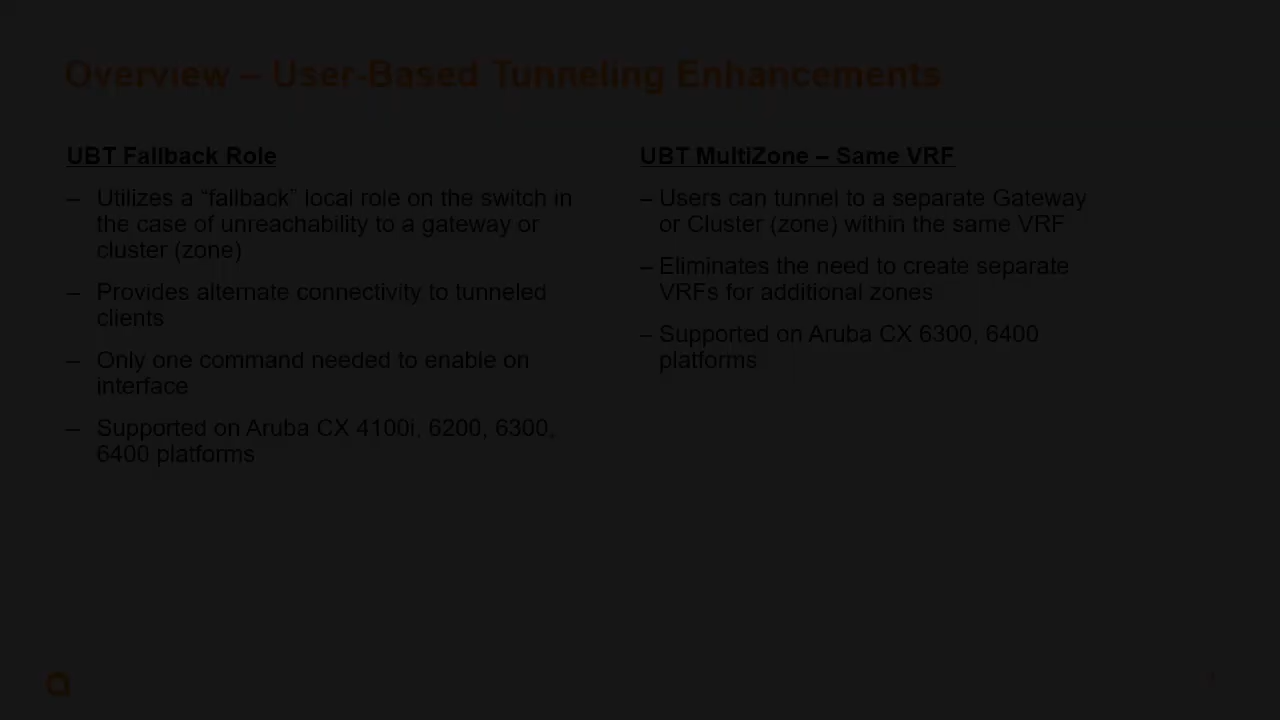 Overview – User-Based Tunneling Enhancements
UBT Fallback Role
– Utilizes a “fallback” local role on the switch in
the case of unreachability to a gateway or
cluster (zone)
– Provides alternate connectivity to tunneled
clients
– Only one command needed to enable on
interface
– Supported on Aruba CX 4100i, 6200, 6300,
6400 platforms
UBT MultiZone – Same VRF
– Users can tunnel to a separate Gateway
or Cluster (zone) within the same VRF
– Eliminates the need to create separate
VRFs for additional zones
– Supported on Aruba CX 6300, 6400
platforms